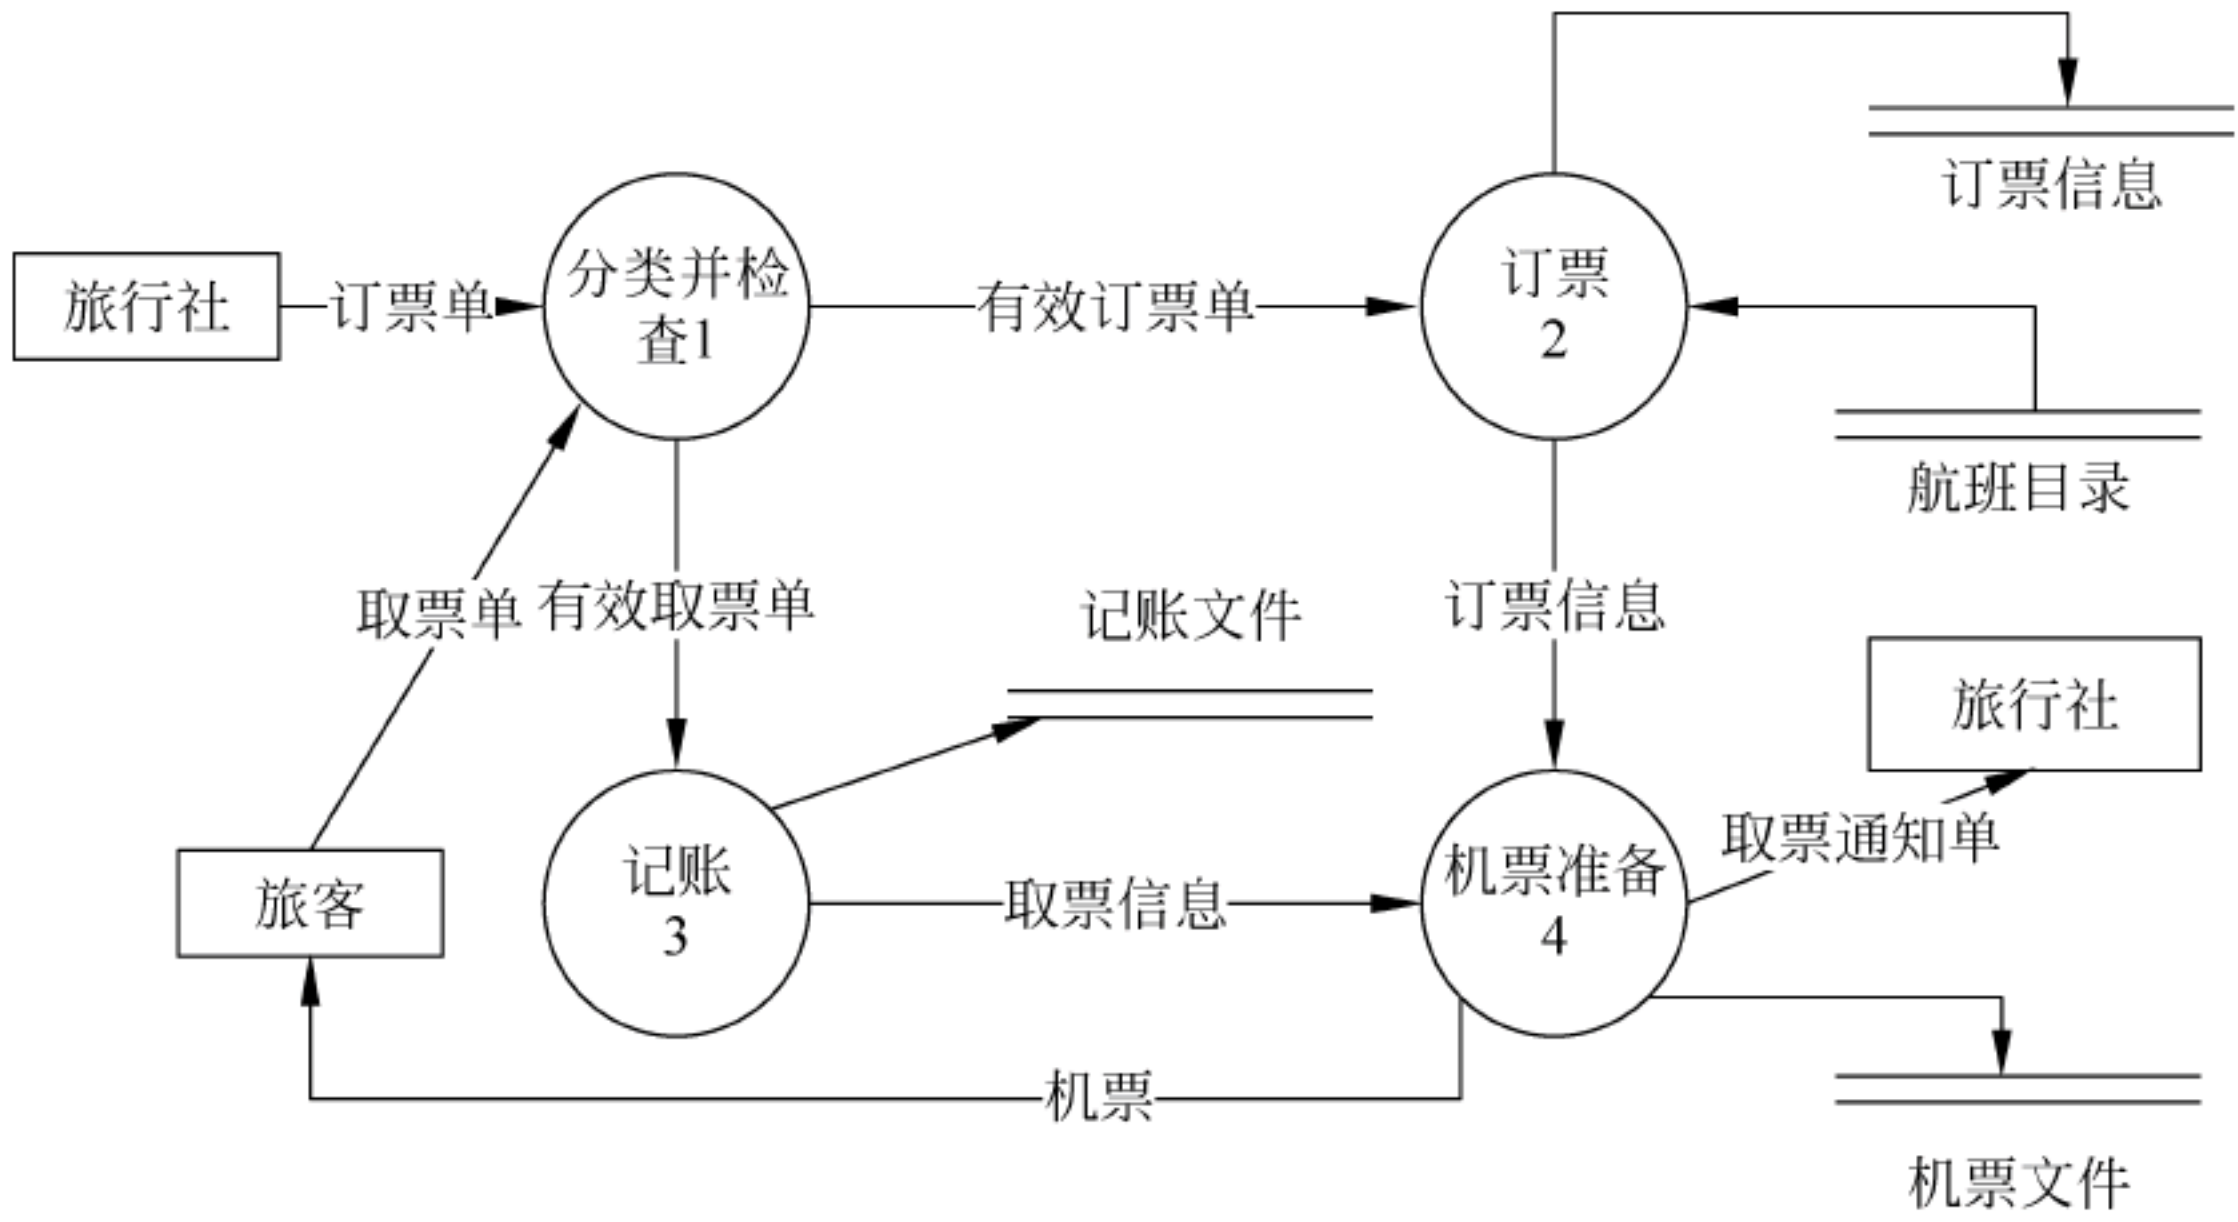 订票信息
分类并检
查1
订票
2
旅行社
订票单
有效订票单
航班目录
取票单
有效取票单
记账文件
订票信息
旅行社
取票通知单
旅客
记账
3
取票信息
机票准备
4
机票
机票文件